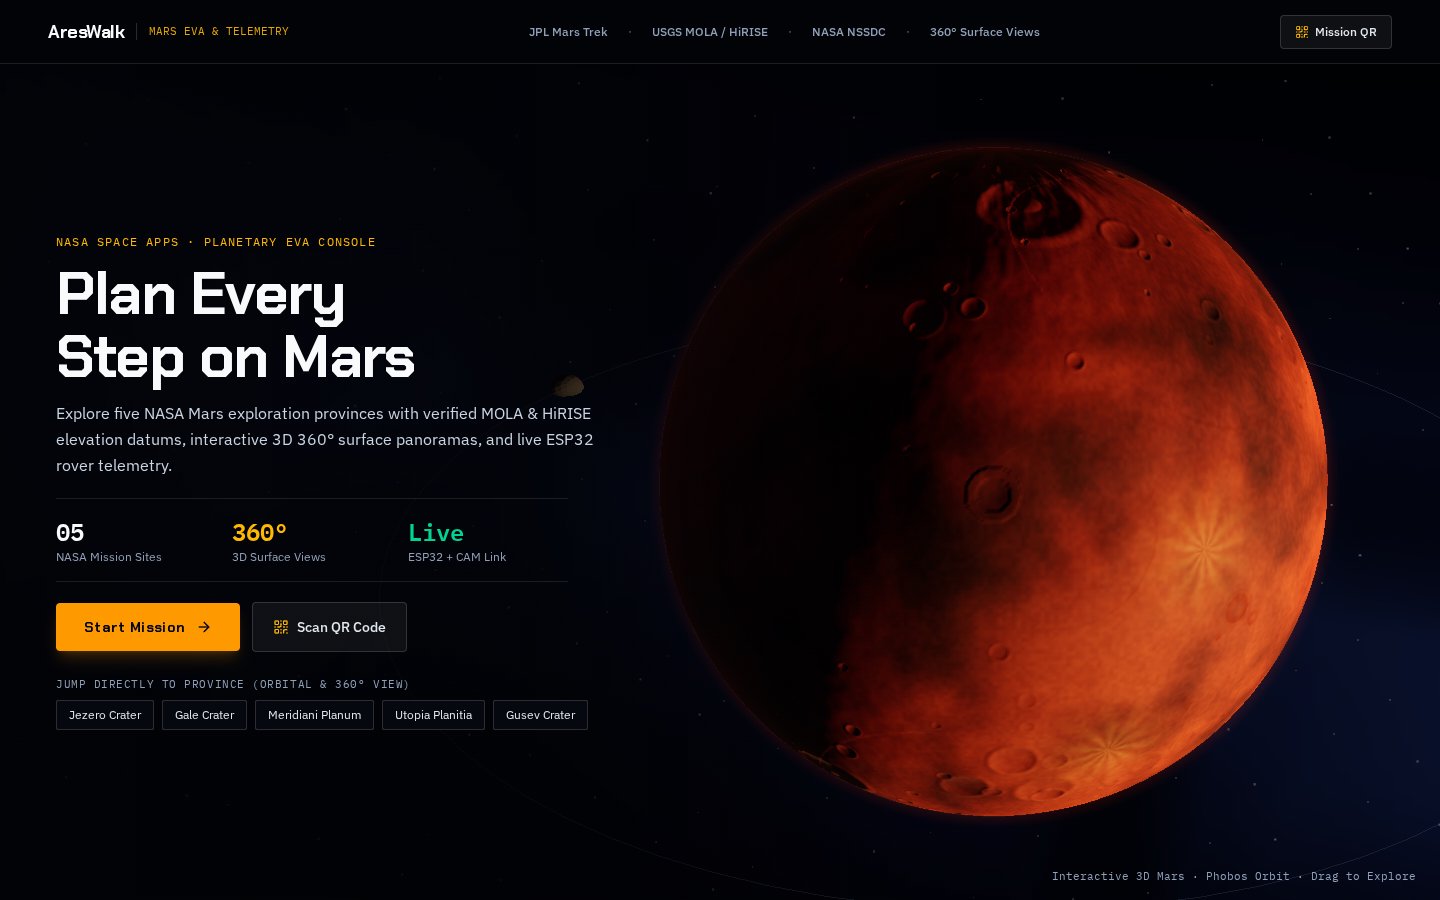 AresWalk
MARS EVA & TELEMETRY
JPL Mars Trek · USGS MOLA / HiRISE · NASA NSSDC · 360° Surface Views
Mission QR
NASA SPACE APPS · PLANETARY EVA CONSOLE
Plan Every
Step on Mars
Explore five NASA Mars exploration provinces with verified MOLA & HiRISE
elevation datums, interactive 3D 360° surface panoramas, and live ESP32
rover telemetry.
05 360° Live
NASA Mission Sites 3D Surface Views ESP32 + CAM Link
Start Mission → Scan QR Code
JUMP DIRECTLY TO PROVINCE (ORBITAL & 360° VIEW)
Jezero Crater Gale Crater Meridiani Planum Utopia Planitia Gusev Crater
Interactive 3D Mars · Phobos Orbit · Drag to Explore